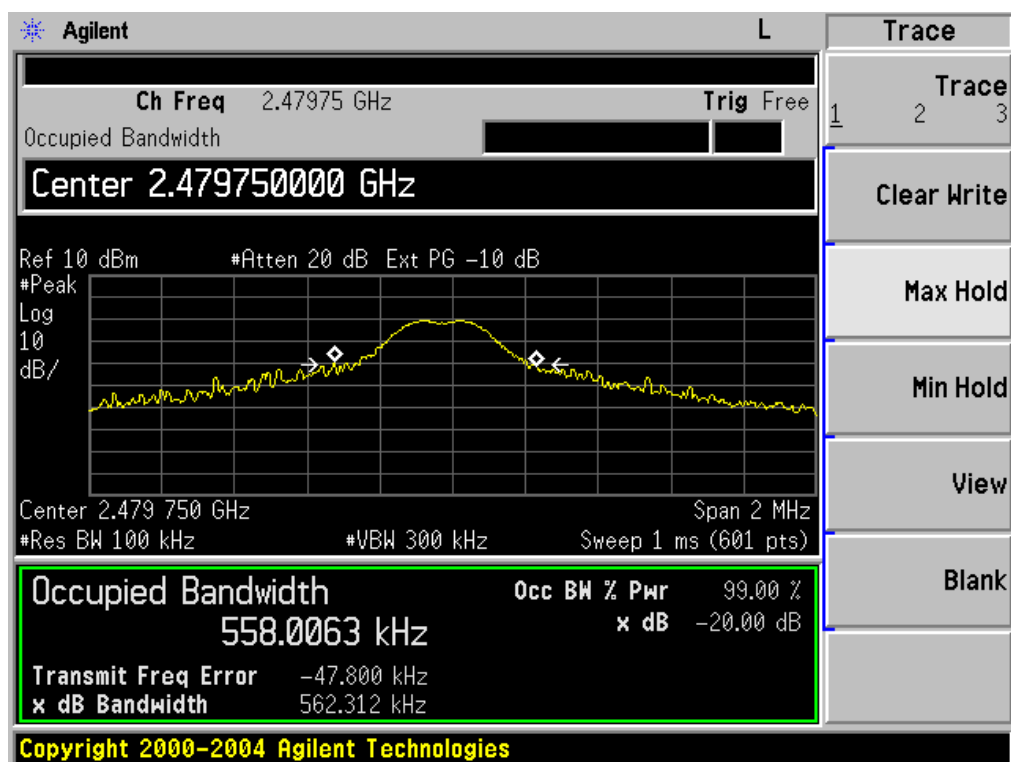 Agilent
L
Trace
Ch Freq 2.47975 GHz
Trig Free
Occupied Bandwidth
Center 2.479750000 GHz
Ref 10 dBm #Atten 20 dB Ext PG -10 dB
#Peak
Log
10
dB/
Center 2.479 750 GHz
Span 2 MHz
#Res BW 100 kHz
#VBW 300 kHz
Sweep 1 ms (601 pts)
Occupied Bandwidth
558.0063 kHz
Occ BW % Pwr 99.00 %
x dB -20.00 dB
Transmit Freq Error -47.800 kHz
x dB Bandwidth 562.312 kHz
Trace
1 2 3
Clear Write
Max Hold
Min Hold
View
Blank
Copyright 2000-2004 Agilent Technologies